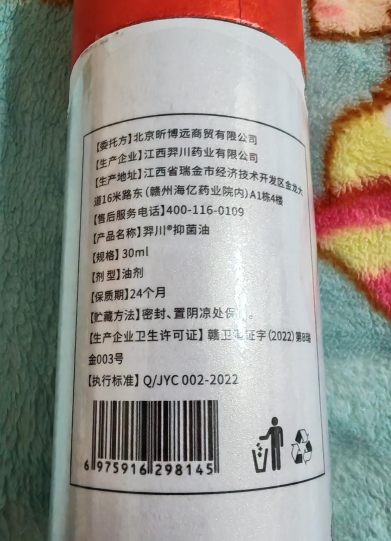 【委托方】北京昕博远商贸有限公司
【生产企业】江西羿川药业有限公司
【生产地址】江西省瑞金市经济技术开发区金龙大
道16米路东(赣州海亿药业院内)A1栋4楼
【售后服务电话】400-116-0109
【产品名称】羿川®抑菌油
【规格】30ml
【剂型】油剂
【保质期】24个月
【贮藏方法】密封、置阴凉处保
【生产企业卫生许可证】赣卫 证字(2022)第B
金003号
【执行标准】Q/JYC 002-2022
6 975916 298145